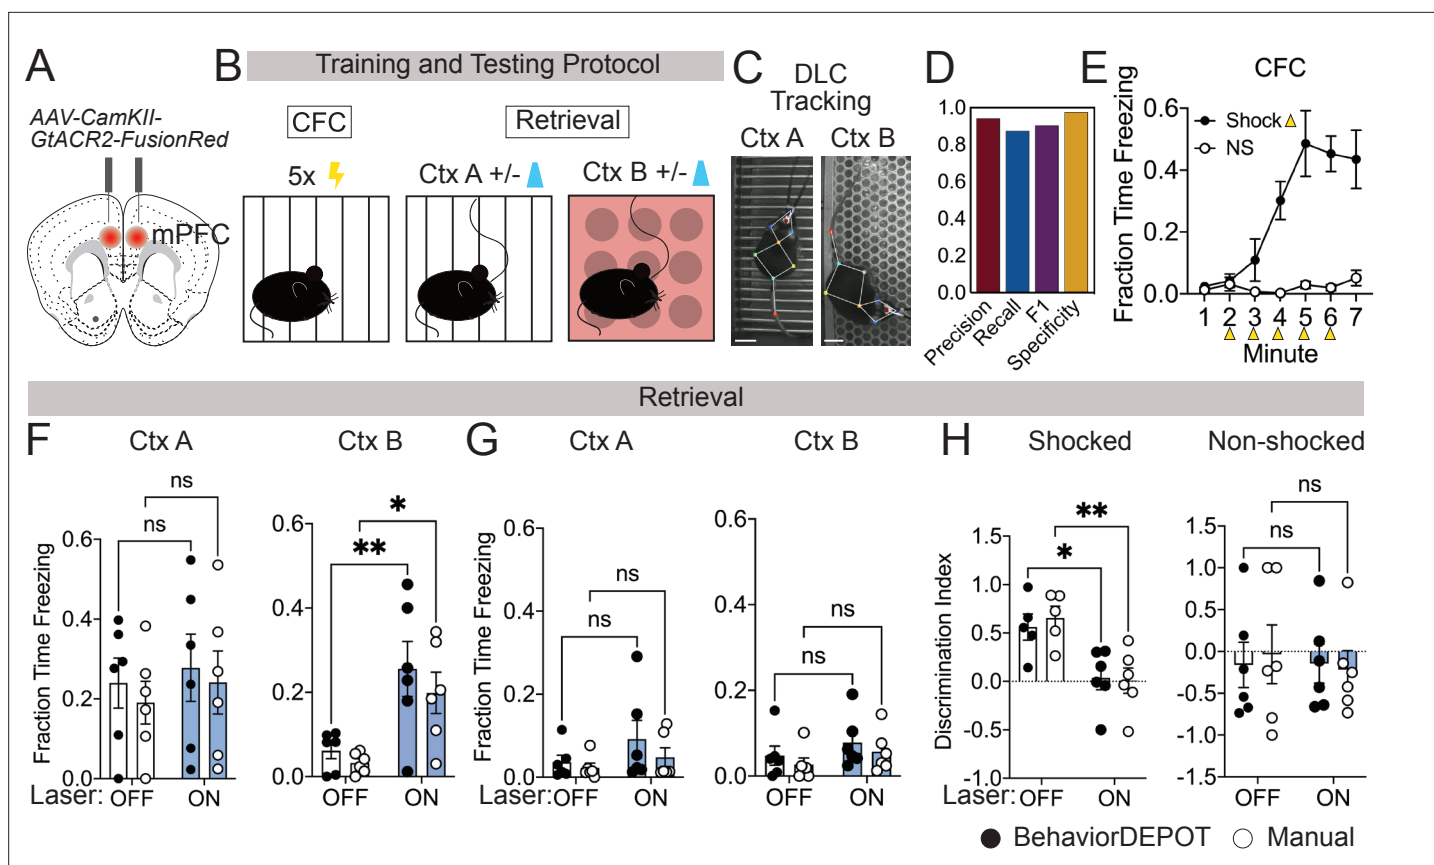 A
AAV-CamKII-
GtACR2-FusionRed
mPFC
B
Training and Testing Protocol
CFC
Retrieval
5x
Ctx A +/-
Ctx B +/-
C
DLC
Tracking
Ctx A
Ctx B
D
1.0
0.8
0.6
0.4
0.2
0.0
Precision
Recall
F1
Specificity
E
CFC
Fraction Time Freezing
0.6
0.4
0.2
0.0
Shock
NS
1 2 3 4 5 6 7
Minute
Retrieval
F
Ctx A
Fraction Time Freezing
0.6
0.4
0.2
0.0
ns
ns
Laser: OFF ON
Ctx B
0.6
0.4
0.2
0.0
*
**
OFF ON
G
Ctx A
Fraction Time Freezing
0.6
0.4
0.2
0.0
ns
ns
Laser: OFF ON
Ctx B
0.6
0.4
0.2
0.0
ns
ns
OFF ON
H
Shocked
Discrimination Index
1.5
1.0
0.5
0.0
-0.5
-1.0
**
*
Laser: OFF ON
Non-shocked
1.5
1.0
0.5
0.0
-0.5
-1.0
-1.5
ns
ns
OFF ON
BehaviorDEPOT
Manual